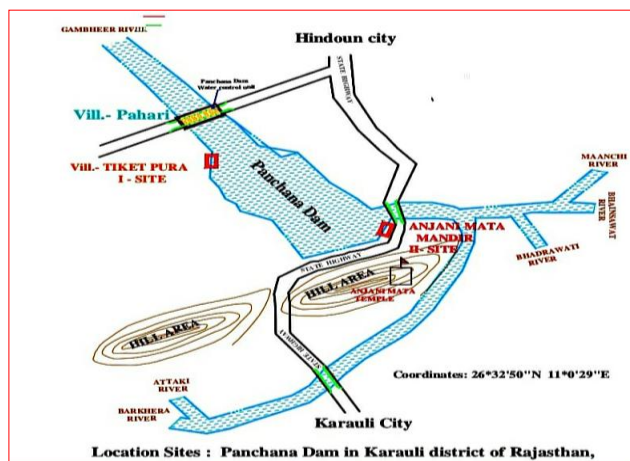 GAMBHEER RIVER
Hindoun city
Panchana Dam
Water control unit
Vill.- Pahari
STATE HIGHWAY
Vill.- TIKET PURA
I - SITE
Panchana Dam
MAANCHI
RIVER
BHAINSAWAT
RIVER
BHADRAWATI
RIVER
ANJANI MATA
MANDIR
II- SITE
STATE HIGHWAY
HILL AREA
ANJANI MATA
TEMPLE
HILL AREA
STATE HIGHWAY
Coordinates: 26*32'50"N 11*0'29"E
ATTAKI
RIVER
BARKHERA
RIVER
Karauli City
Location Sites : Panchana Dam in Karauli district of Rajasthan,